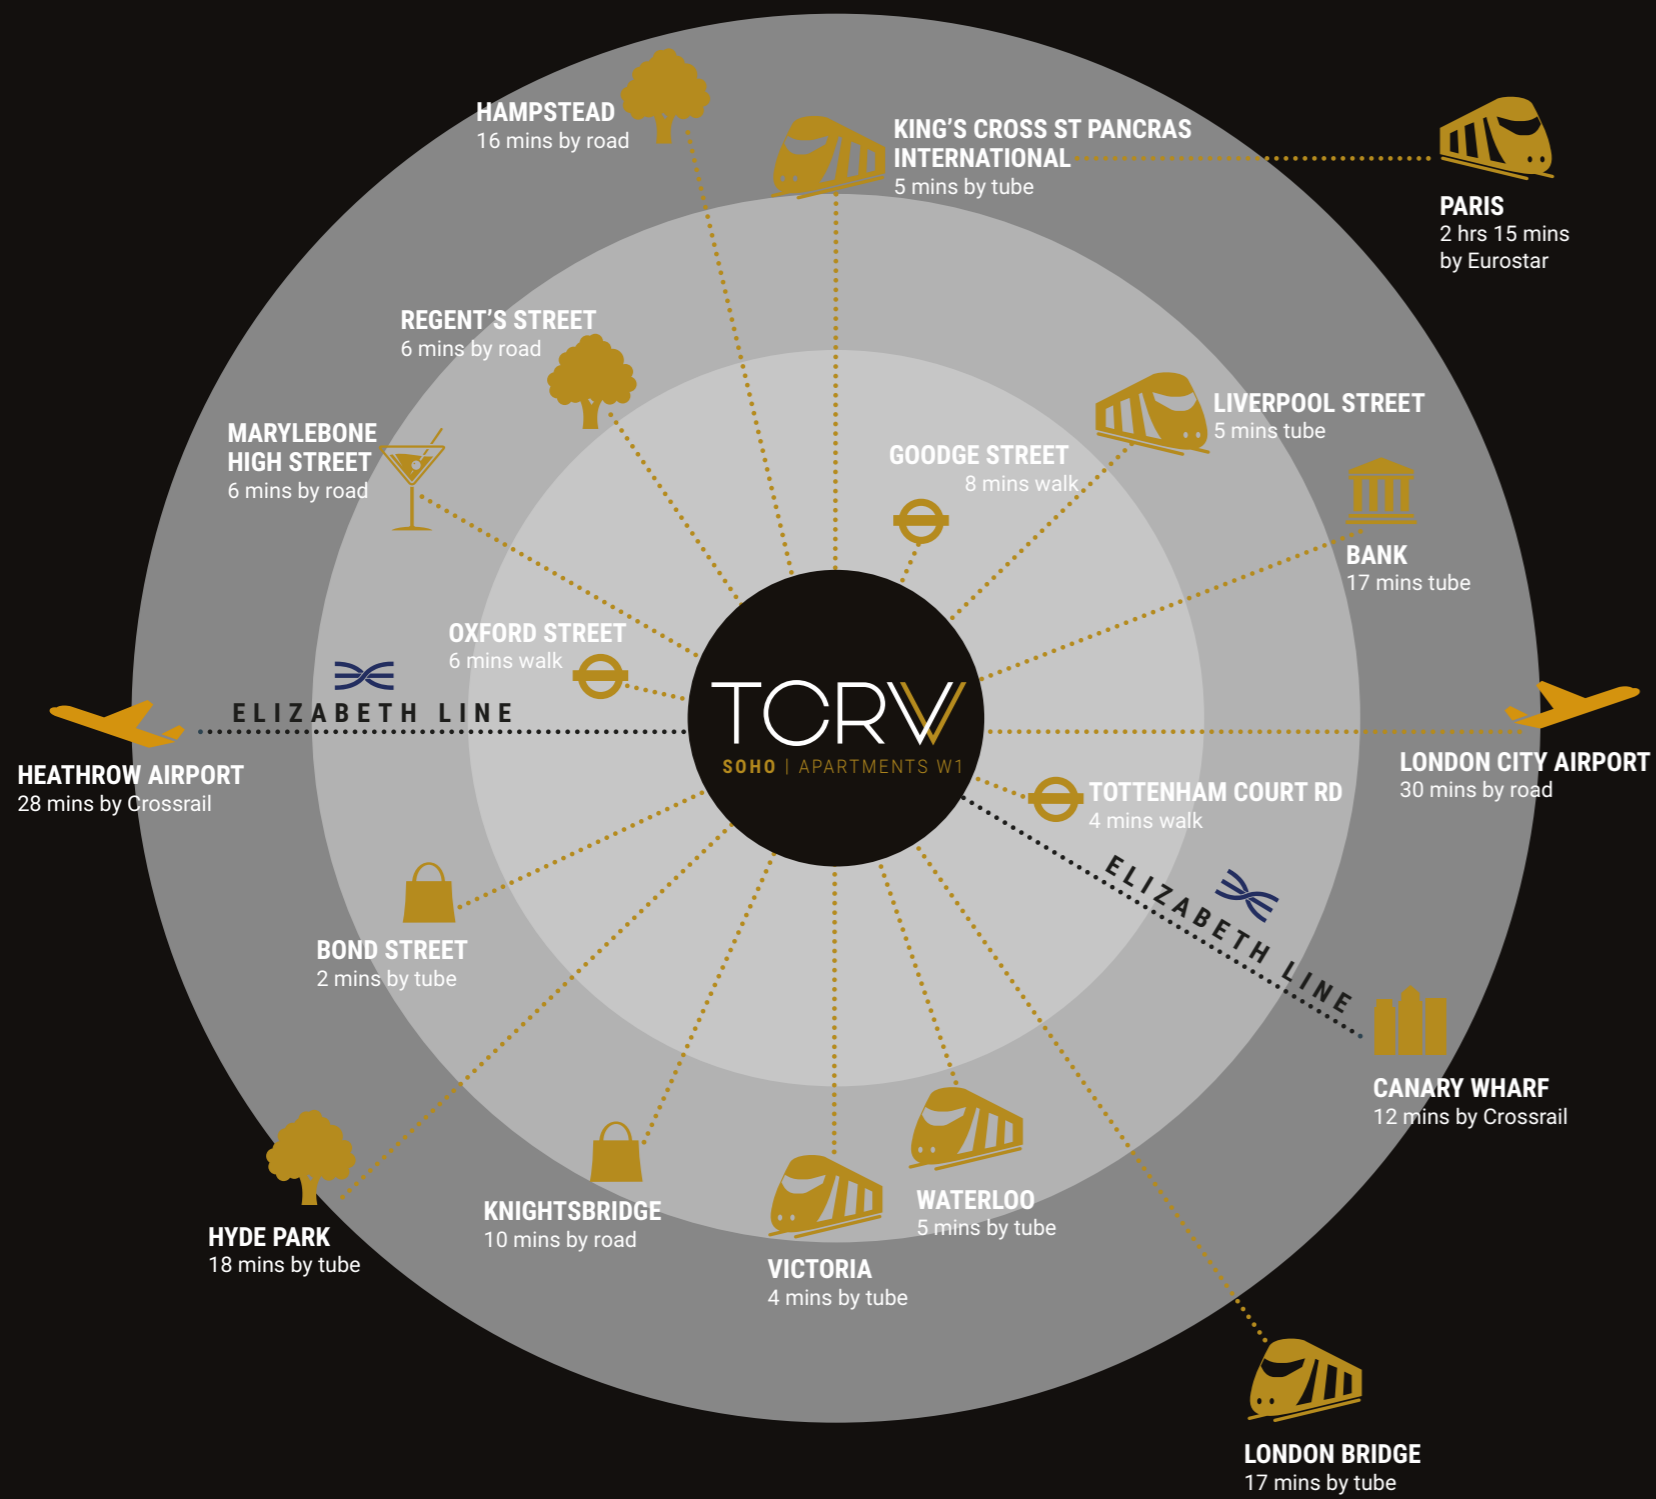 HAMPSTEAD
16 mins by road
KING'S CROSS ST PANCRAS
INTERNATIONAL
5 mins by tube
PARIS
2 hrs 15 mins
by Eurostar
REGENT'S STREET
6 mins by road
LIVERPOOL STREET
5 mins tube
MARYLEBONE
HIGH STREET
6 mins by road
GOODGE STREET
8 mins walk
BANK
17 mins tube
OXFORD STREET
6 mins walk
ELIZABETH LINE
HEATHROW AIRPORT
28 mins by Crossrail
TCRW
SOHO | APARTMENTS W1
LONDON CITY AIRPORT
30 mins by road
TOTTENHAM COURT RD
4 mins walk
ELIZABETH LINE
BOND STREET
2 mins by tube
CANARY WHARF
12 mins by Crossrail
HYDE PARK
18 mins by tube
KNIGHTSBRIDGE
10 mins by road
WATERLOO
5 mins by tube
VICTORIA
4 mins by tube
LONDON BRIDGE
17 mins by tube